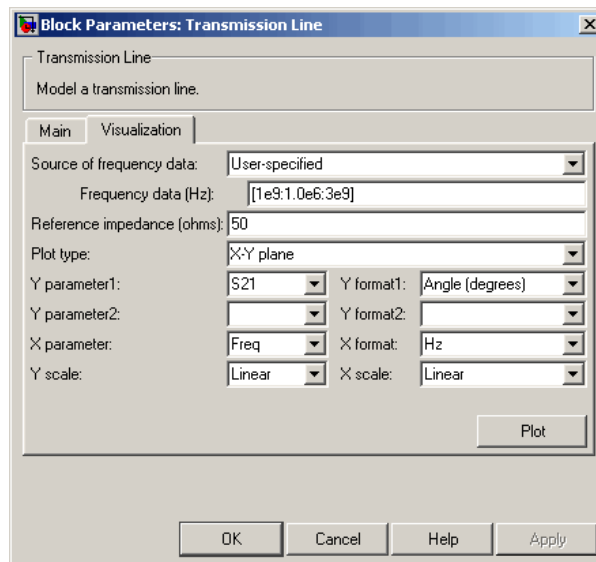 Block Parameters: Transmission Line
Transmission Line
Model a transmission line.
Main Visualization
Source of frequency data: User-specified
Frequency data (Hz): [1e9:1.0e6:3e9]
Reference impedance (ohms): 50
Plot type: X-Y plane
Y parameter1: S21 Y format1: Angle (degrees)
Y parameter2: Y format2:
X parameter: Freq X format: Hz
Y scale: Linear X scale: Linear
Plot
OK Cancel Help Apply